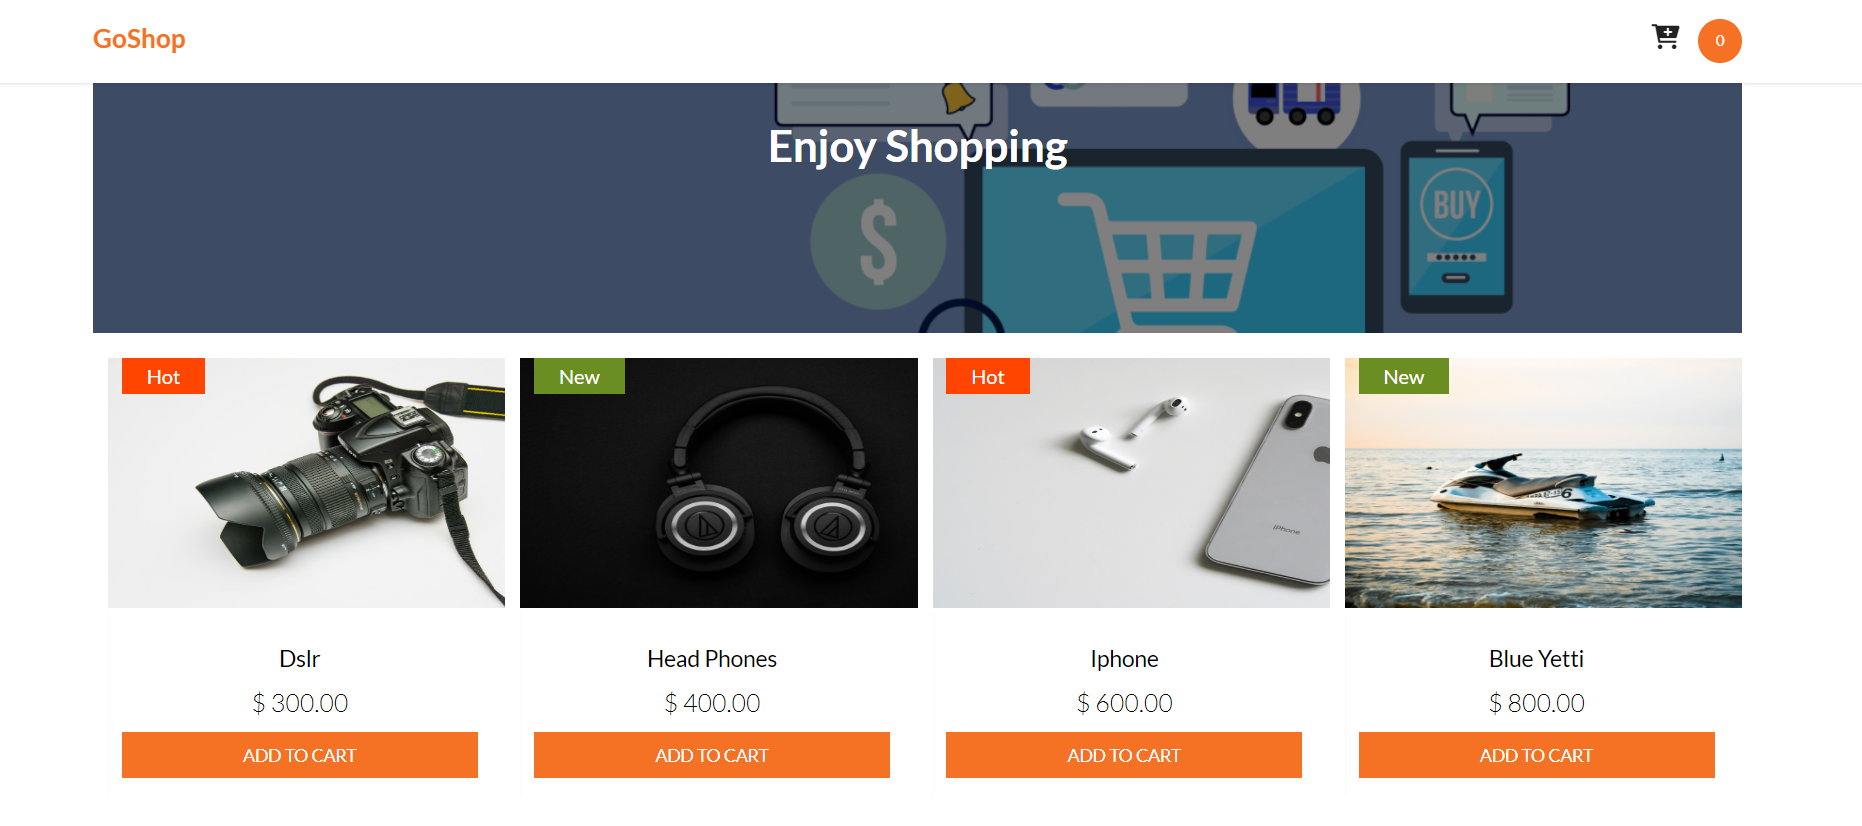 GoShop
0
Enjoy Shopping
$
BUY
Hot
New
Hot
New
iPhone
Dslr
Head Phones
Iphone
Blue Yetti
$ 300.00
$ 400.00
$ 600.00
$ 800.00
ADD TO CART
ADD TO CART
ADD TO CART
ADD TO CART